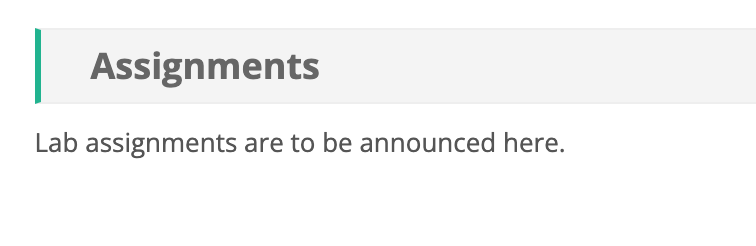 Assignments
Lab assignments are to be announced here.